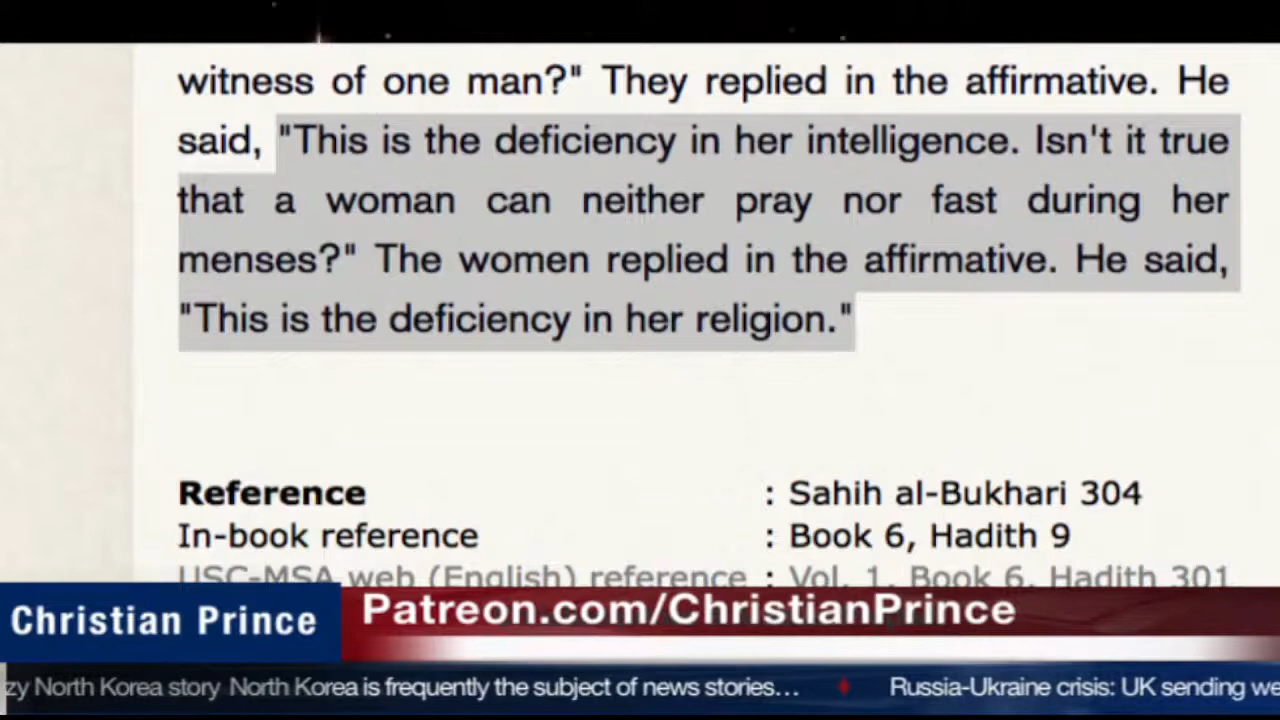 witness of one man?" They replied in the affirmative. He
said, "This is the deficiency in her intelligence. Isn't it true
that a woman can neither pray nor fast during her
menses?" The women replied in the affirmative. He said,
"This is the deficiency in her religion."
Reference : Sahih al-Bukhari 304
In-book reference : Book 6, Hadith 9
USC-MSA web (English) reference : Vol. 1, Book 6, Hadith 301
Christian Prince
Patreon.com/ChristianPrince
zy North Korea story North Korea is frequently the subject of news stories... Russia-Ukraine crisis: UK sending we